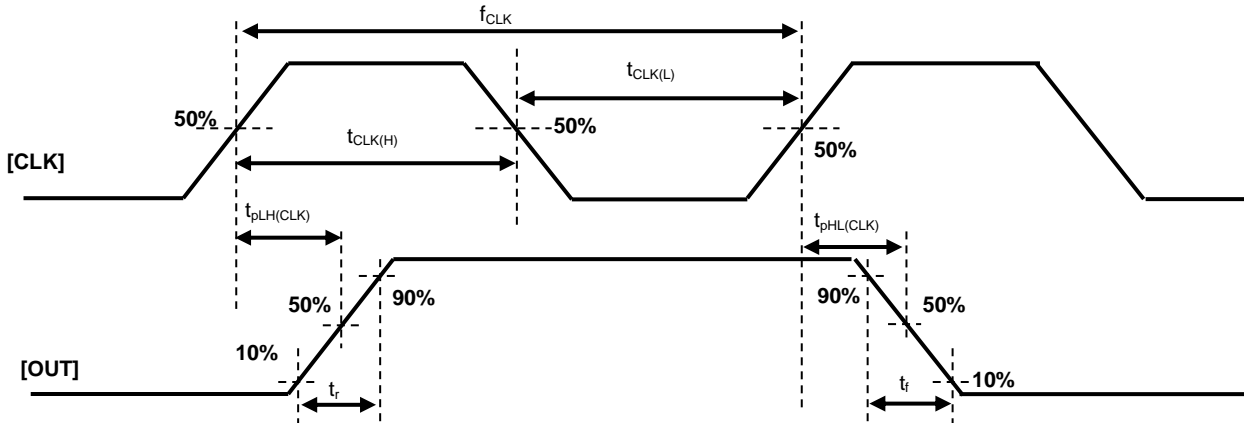 fCLK
tCLK(L)
50%
50%
tCLK(H)
50%
[CLK]
tpLH(CLK)
tpHL(CLK)
50%
90%
90%
50%
10%
[OUT]
tr
tf
10%